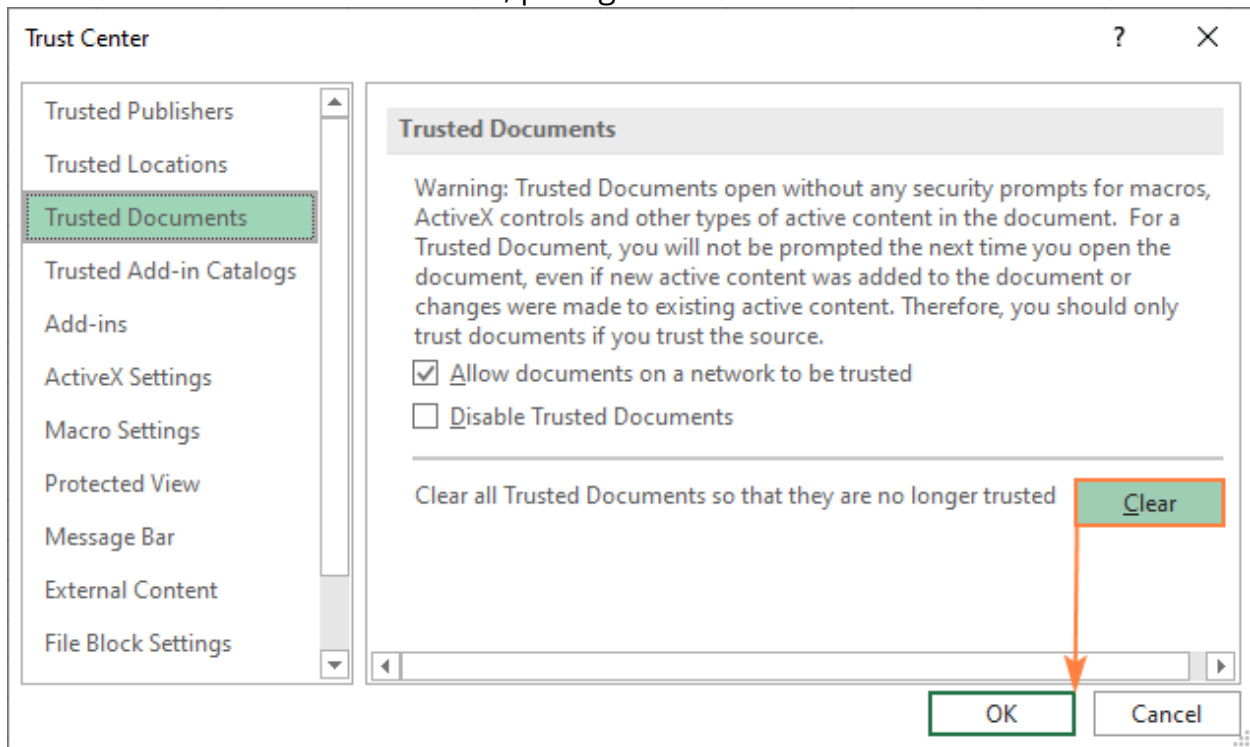 Trust Center
?
Trusted Publishers
Trusted Locations
Trusted Documents
Trusted Add-in Catalogs
Add-ins
ActiveX Settings
Macro Settings
Protected View
Message Bar
External Content
File Block Settings
Trusted Documents
Warning: Trusted Documents open without any security prompts for macros,
ActiveX controls and other types of active content in the document.  For a
Trusted Document, you will not be prompted the next time you open the
document, even if new active content was added to the document or
changes were made to existing active content. Therefore, you should only
trust documents if you trust the source.
Allow documents on a network to be trusted
Disable Trusted Documents
Clear all Trusted Documents so that they are no longer trusted
Clear
OK
Cancel